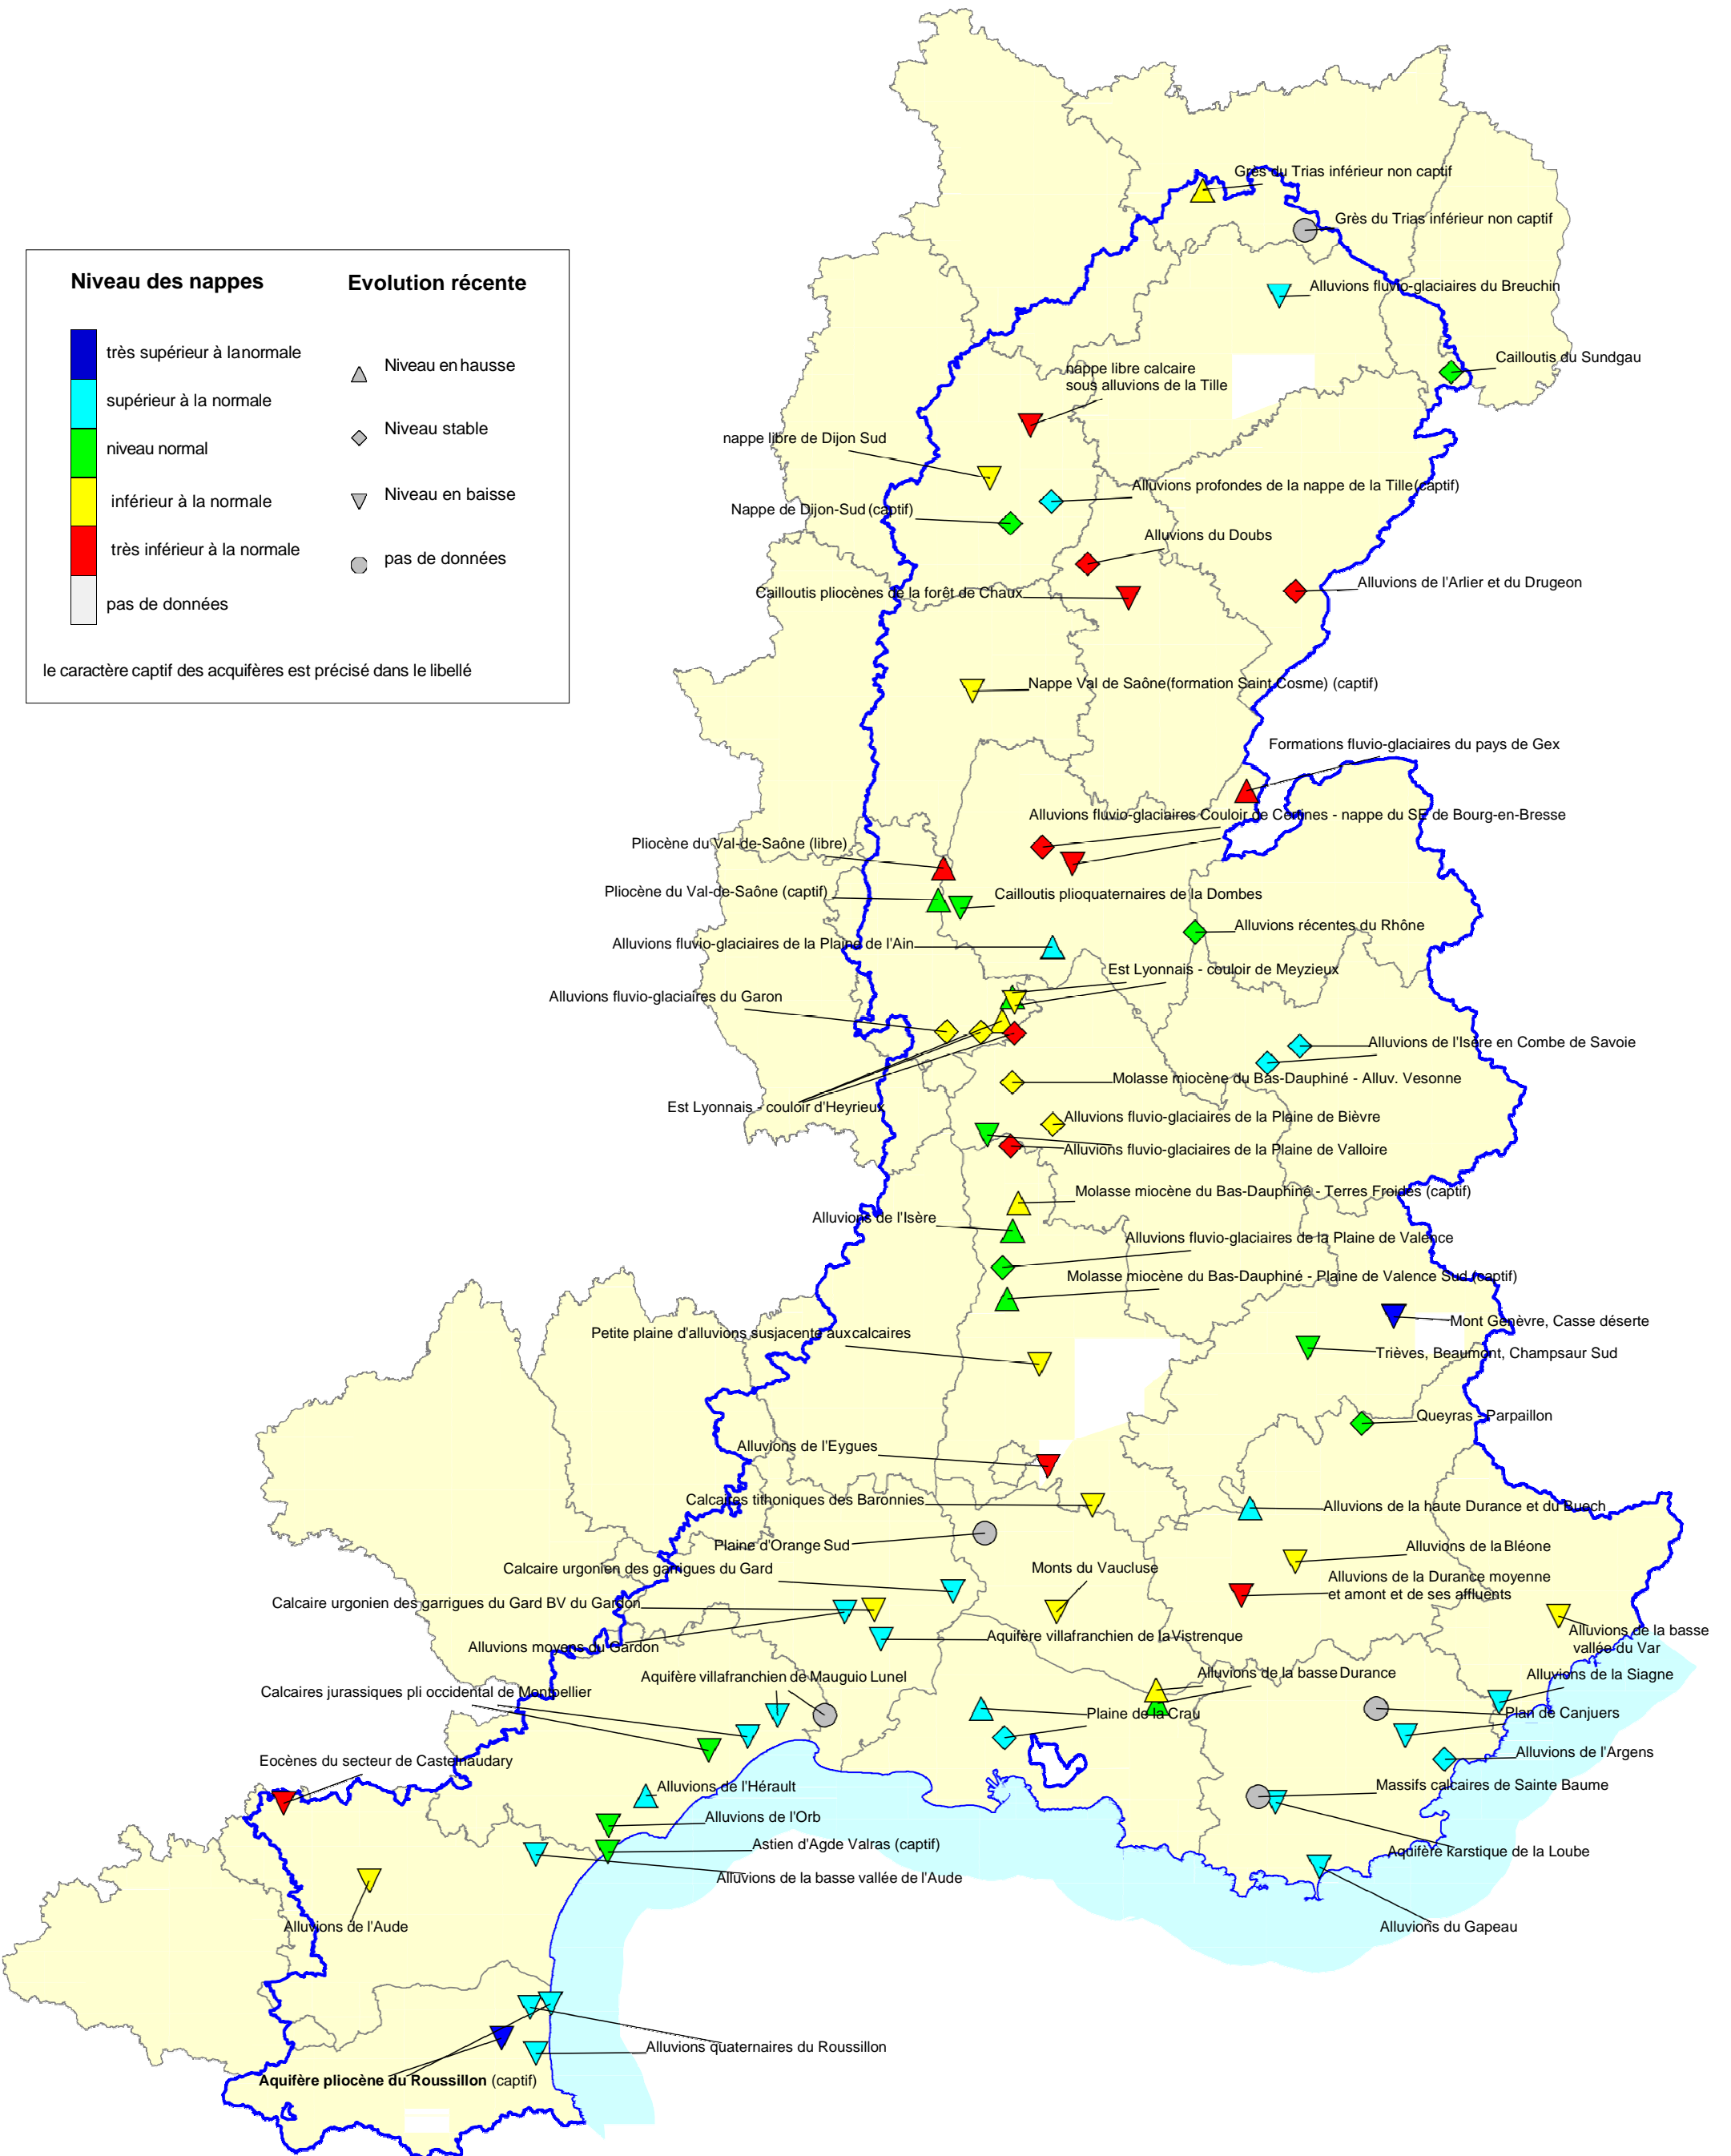 Grès du Trias inférieur non captif
Grès du Trias inférieur non captif
Niveau des nappes
Evolution récente
très supérieur à lanormale
supérieur à la normale
niveau normal
inférieur à la normale
très inférieur à la normale
pas de données
Niveau en hausse
Niveau stable
Niveau en baisse
pas de données
le caractère captif des acquifères est précisé dans le libellé
Alluvions fluvio-glaciaires du Breuchin
Cailloutis du Sundgau
nappe libre calcaire
sous alluvions de la Tille
nappe libre de Dijon Sud
Alluvions profondes de la nappe de la Tille (captif)
Nappe de Dijon-Sud (captif)
Alluvions du Doubs
Alluvions de l'Arlier et du Drugeon
Cailloutis pliocènes de la forêt de Chaux
Nappe Val de Saône(formation Saint Cosme) (captif)
Formations fluvio-glaciaires du pays de Gex
Alluvions fluvio-glaciaires Couloir de Certines - nappe du SE de Bourg-en-Bresse
Pliocène du Val-de-Saône (libre)
Pliocène du Val-de-Saône (captif)
Cailloutis plioquaternaires de la Dombes
Alluvions récentes du Rhône
Alluvions fluvio-glaciaires de la Plaine de l'Ain
Est Lyonnais - couloir de Meyzieux
Alluvions fluvio-glaciaires du Garon
Alluvions de l'Isère en Combe de Savoie
Molasse miocène du Bas-Dauphiné - Alluv. Vesonne
Est Lyonnais - couloir d'Heyrieux
Alluvions fluvio-glaciaires de la Plaine de Bièvre
Alluvions fluvio-glaciaires de la Plaine de Valloire
Molasse miocène du Bas-Dauphiné - Terres Froides (captif)
Alluvions de l'Isère
Alluvions fluvio-glaciaires de la Plaine de Valence
Molasse miocène du Bas-Dauphiné - Plaine de Valence Sud (captif)
Mont Genèvre, Casse déserte
Petite plaine d'alluvions susjacente aux calcaires
Trièves, Beaumont, Champsaur Sud
Queyras - Parpaillon
Alluvions de l'Eygues
Calcaires tithoniques des Baronnies
Alluvions de la haute Durance et du Buech
Plaine d'Orange Sud
Alluvions de la Bléone
Calcaire urgonien des garrigues du Gard
Monts du Vaucluse
Alluvions de la Durance moyenne
et amont et de ses affluents
Calcaire urgonien des garrigues du Gard BV du Gardon
Alluvions de la basse
vallée du Var
Alluvions moyens du Gardon
Aquifère villafranchien de la Vistrenque
Aquifère villafranchien de Mauguio Lunel
Alluvions de la basse Durance
Alluvions de la Siagne
Calcaires jurassiques pli occidental de Montpellier
Plaine de la Crau
Plan de Canjuers
Alluvions de l'Argens
Eocènes du secteur de Castelnaudary
Alluvions de l'Hérault
Massifs calcaires de Sainte Baume
Alluvions de l'Orb
Astien d'Agde Valras (captif)
Aquifère karstique de la Loube
Alluvions de la basse vallée de l'Aude
Alluvions de l'Aude
Alluvions du Gapeau
Alluvions quaternaires du Roussillon
Aquifère pliocène du Roussillon (captif)